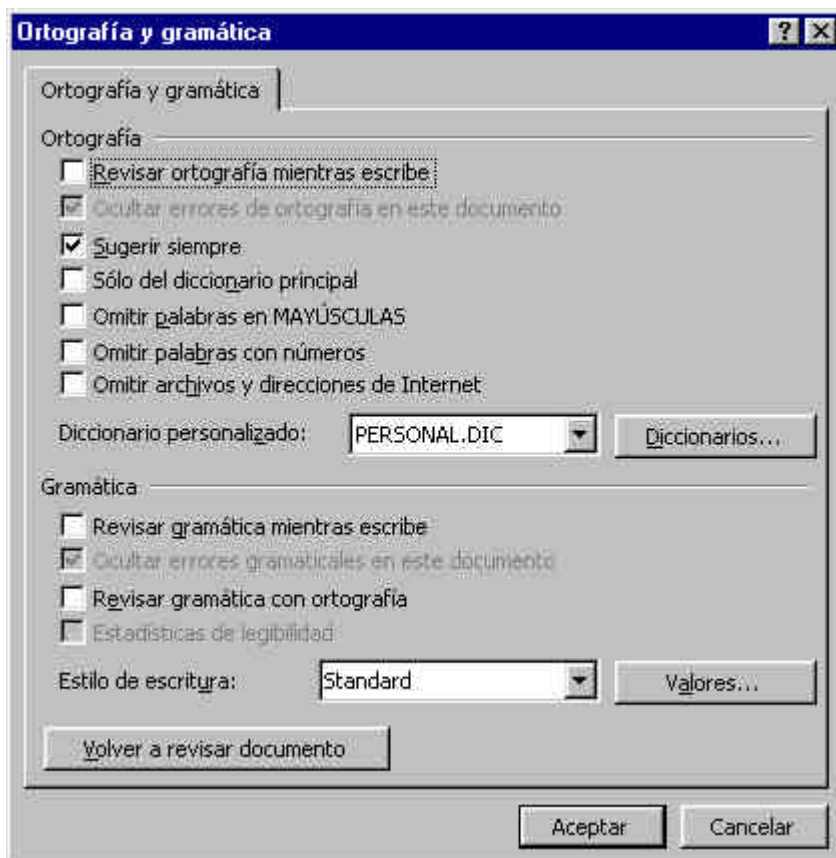 Ortografía y gramática
Ortografía y gramática
Ortografía
Revisar ortografía mientras escribe
Ocultar errores de ortografía en este documento
Sugerir siempre
Sólo del diccionario principal
Omitir palabras en MAYÚSCULAS
Omitir palabras con números
Omitir archivos y direcciones de Internet
Diccionario personalizado: PERSONAL.DIC Diccionarios...
Gramática
Revisar gramática mientras escribe
Ocultar errores gramaticales en este documento
Revisar gramática con ortografía
Estadísticas de legibilidad
Estilo de escritura: Standard Valores...
Volver a revisar documento
Aceptar Cancelar